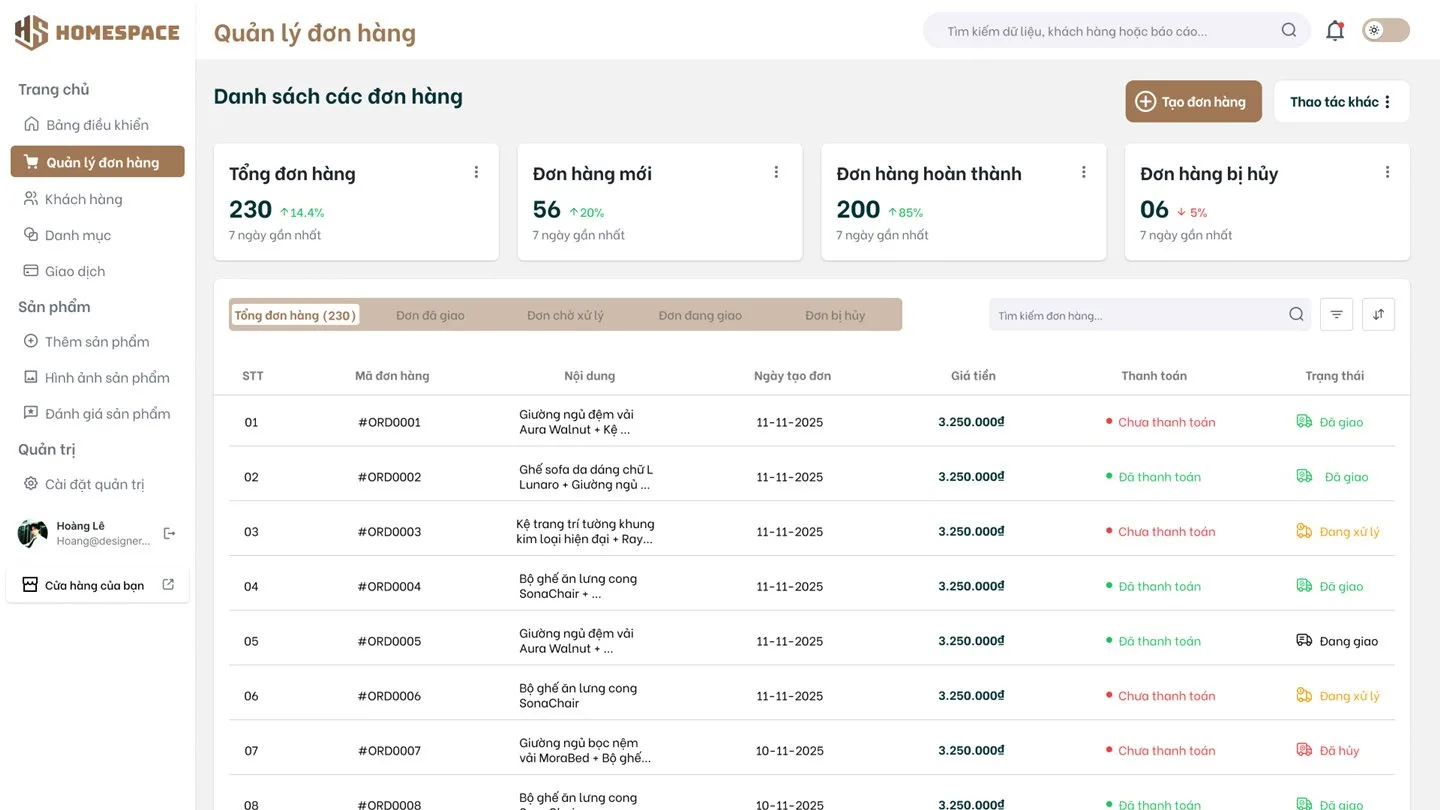 HOMESPACE
Quản lý đơn hàng
Tìm kiếm dữ liệu, khách hàng hoặc báo cáo...
Trang chủ
Bảng điều khiển
Quản lý đơn hàng
Khách hàng
Danh mục
Giao dịch
Sản phẩm
Thêm sản phẩm
Hình ảnh sản phẩm
Đánh giá sản phẩm
Quản trị
Cài đặt quản trị
Hoàng Lê
Hoang@designer...
Cửa hàng của bạn
Danh sách các đơn hàng
Tạo đơn hàng
Thao tác khác
Tổng đơn hàng
230 14.4%
7 ngày gần nhất
Đơn hàng mới
56 20%
7 ngày gần nhất
Đơn hàng hoàn thành
200 85%
7 ngày gần nhất
Đơn hàng bị hủy
06 5%
7 ngày gần nhất
Tổng đơn hàng (230) Đơn đã giao Đơn chờ xử lý Đơn đang giao Đơn bị hủy
Tìm kiếm đơn hàng...
STT Mã đơn hàng Nội dung Ngày tạo đơn Giá tiền Thanh toán Trạng thái
01 #ORD0001 Giường ngủ đệm vải
Aura Walnut + Kệ ... 11-11-2025 3.250.000₫ Chưa thanh toán Đã giao
02 #ORD0002 Ghế sofa da dáng chữ L
Lunaro + Giường ngủ ... 11-11-2025 3.250.000₫ Đã thanh toán Đã giao
03 #ORD0003 Kệ trang trí tường khung
kim loại hiện đại + Ray... 11-11-2025 3.250.000₫ Chưa thanh toán Đang xử lý
04 #ORD0004 Bộ ghế ăn lưng cong
SonaChair + ... 11-11-2025 3.250.000₫ Đã thanh toán Đã giao
05 #ORD0005 Giường ngủ đệm vải
Aura Walnut + ... 11-11-2025 3.250.000₫ Đã thanh toán Đang giao
06 #ORD0006 Bộ ghế ăn lưng cong
SonaChair 11-11-2025 3.250.000₫ Chưa thanh toán Đang xử lý
07 #ORD0007 Giường ngủ bọc nệm
vải MoraBed + Bộ ghế... 10-11-2025 3.250.000₫ Chưa thanh toán Đã hủy
08 #ORD0008 Bộ ghế ăn lưng cong
10-11-2025 3.250.000₫ Đã thanh toán Đã giao